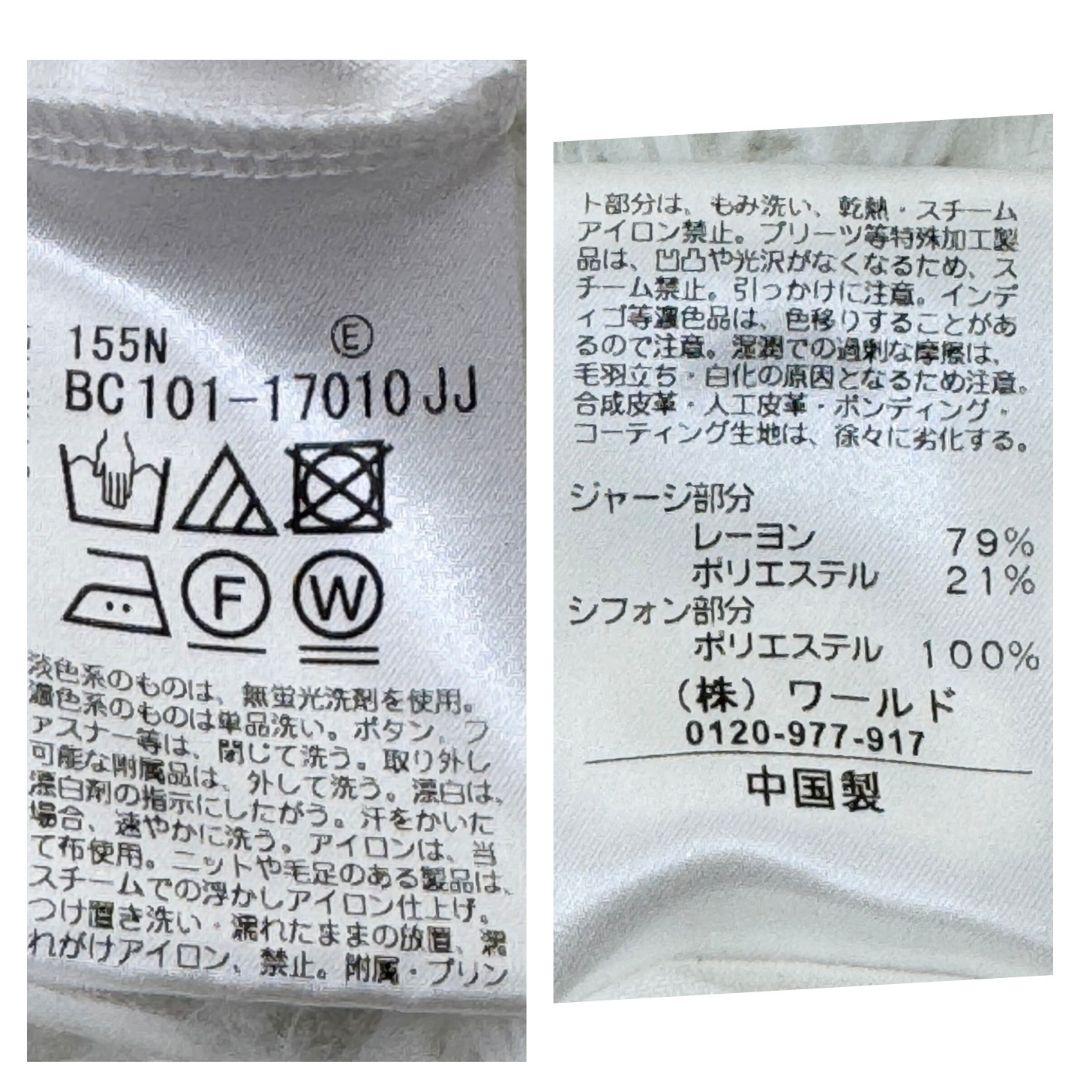 155N Ⓔ
BC101-17010JJ
F W
淡色系のものは、無蛍光洗剤を使用。
濃色系のものは単品洗い。ボタン、フ
ァスナー等は、閉じて洗う。取り外し
可能な附属品は、外して洗う。漂白は、
漂白剤の指示にしたがう。汗をかいた
場合、速やかに洗う。アイロンは、当
て布使用。ニットや毛足のある製品は、
スチームでの浮かしアイロン仕上げ。
つけ置き洗い・濡れたままの放置、濡
れがけアイロン、禁止。附属・プリン
ト部分は、もみ洗い、乾熱・スチーム
アイロン禁止。プリーツ等特殊加工製
品は、凹凸や光沢がなくなるため、ス
チーム禁止。引っかけに注意。インデ
ィゴ等濃色品は、色移りすることがあ
るので注意。湿潤での過剰な摩擦は、
毛羽立ち・白化の原因となるため注意。
合成皮革・人工皮革・ボンディング・
コーティング生地は、徐々に劣化する。
ジャージ部分
レーヨン 79%
ポリエステル 21%
シフォン部分
ポリエステル 100%
(株) ワールド
0120-977-917
中国製